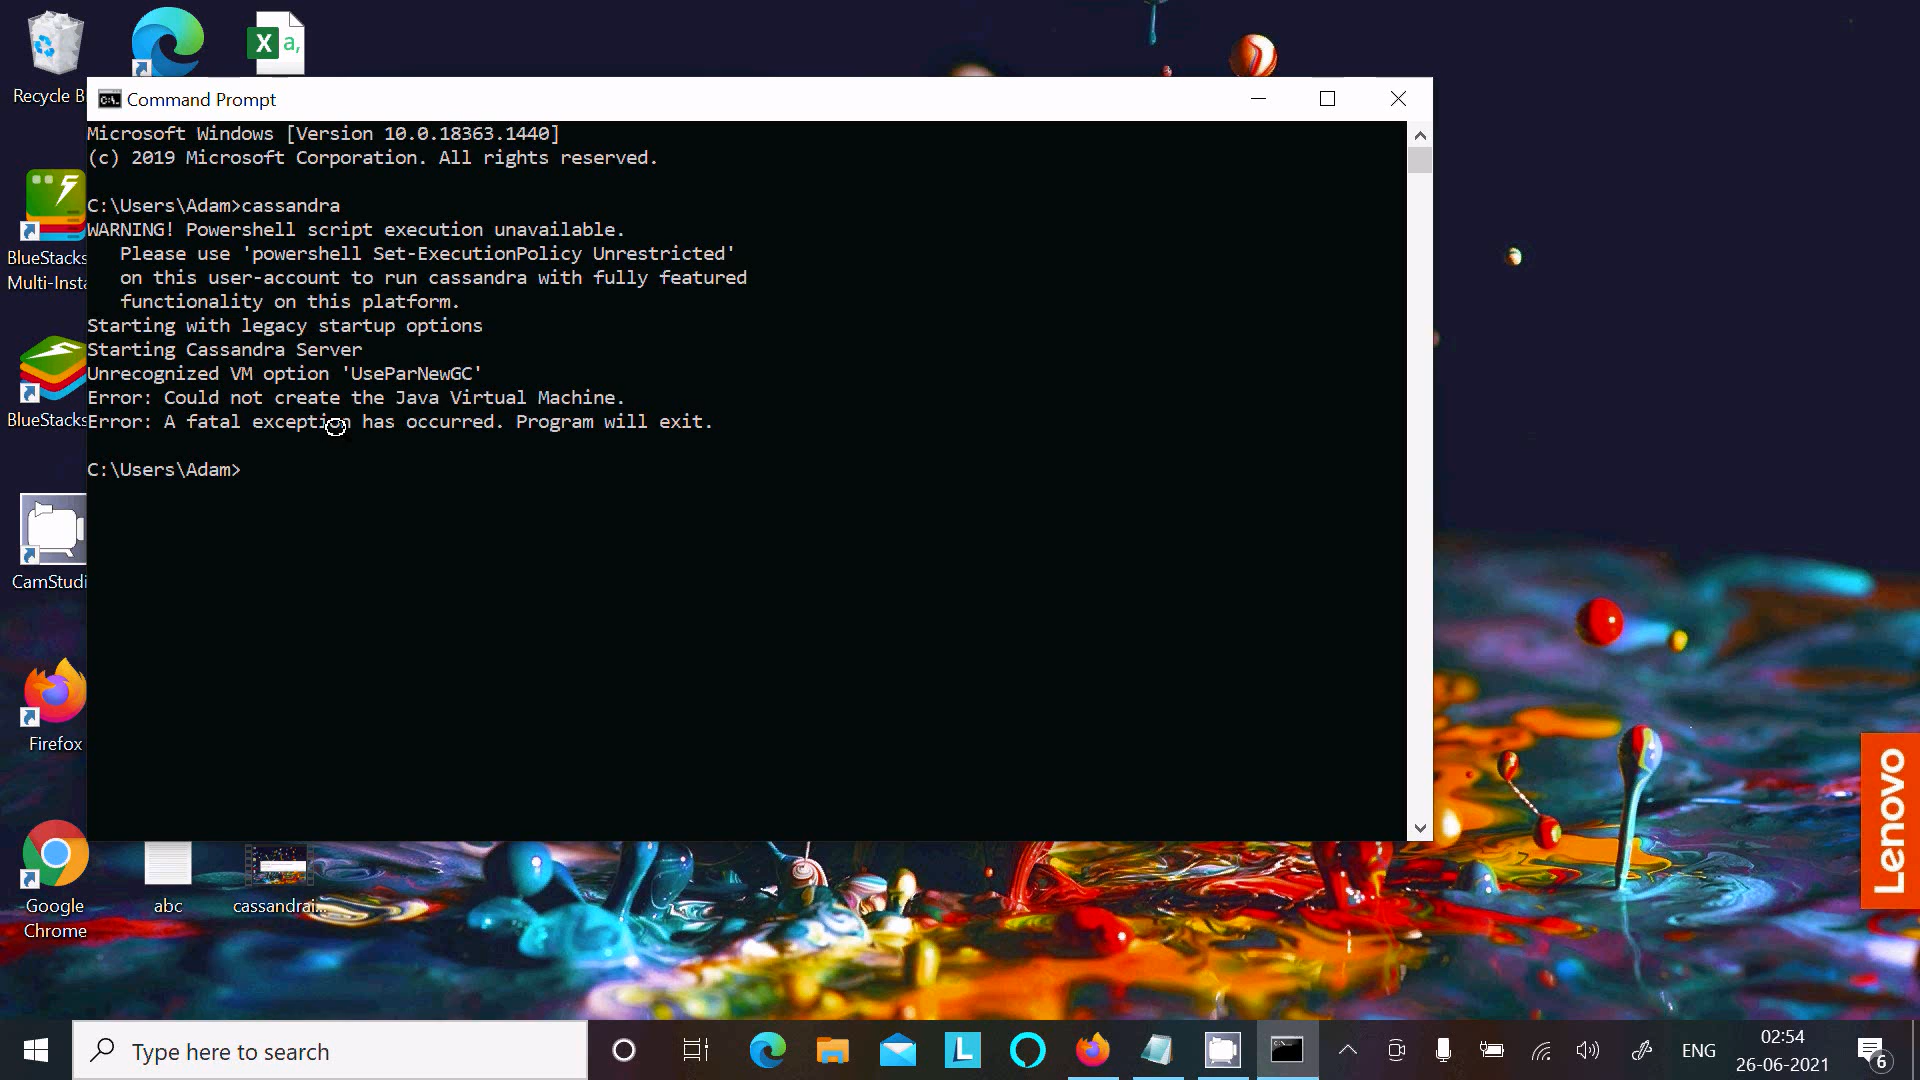 Recycle B
a,
Command Prompt
Microsoft Windows [Version 10.0.18363.1440]
(c) 2019 Microsoft Corporation. All rights reserved.
C:\Users\Adam>cassandra
WARNING! Powershell script execution unavailable.
Please use 'powershell Set-ExecutionPolicy Unrestricted'
on this user-account to run cassandra with fully featured
functionality on this platform.
Starting with legacy startup options
Starting Cassandra Server
Unrecognized VM option 'UseParNewGC'
Error: Could not create the Java Virtual Machine.
Error: A fatal exception has occurred. Program will exit.
C:\Users\Adam>
BlueStacks
Multi-Insta
BlueStacks
CamStudi
Firefox
Google
Chrome
abc
cassandrai...
Lenovo
Type here to search
L
ENG
02:54
26-06-2021
6